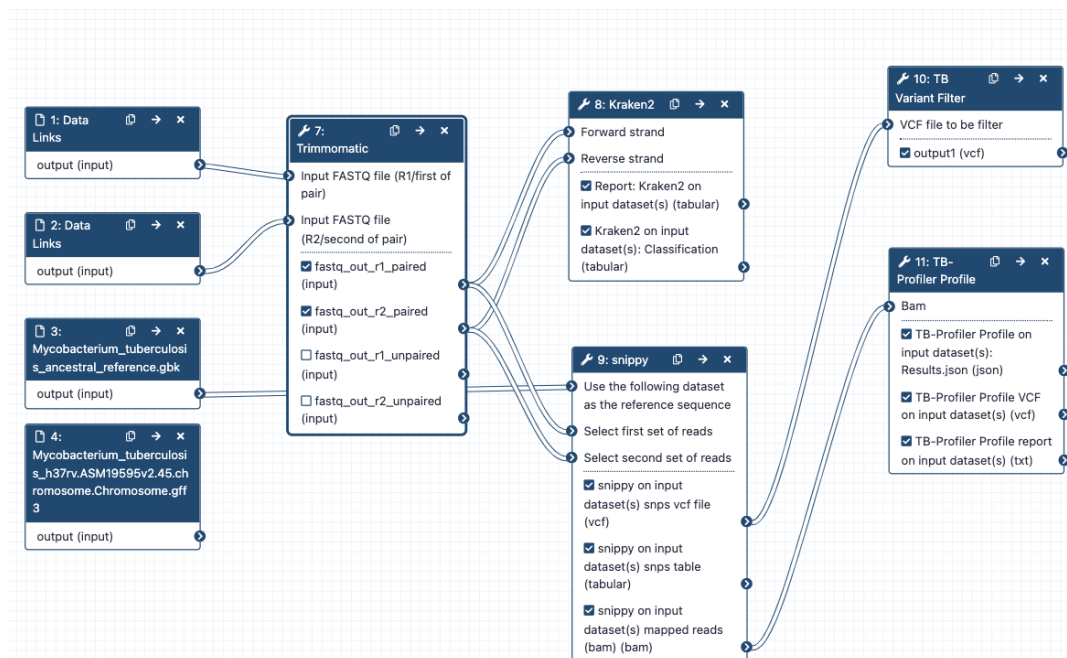 1: Data
Links
output (input)
2: Data
Links
output (input)
3:
Mycobacterium_tuberculosi
s_ancestral_reference.gbk
output (input)
4:
Mycobacterium_tuberculosi
s_h37rv.ASM19595v2.45.ch
romosome.Chromosome.gff
3
output (input)
7:
Trimmomatic
Input FASTQ file (R1/first of
pair)
Input FASTQ file
(R2/second of pair)
fastq_out_r1_paired
(input)
fastq_out_r2_paired
(input)
fastq_out_r1_unpaired
(input)
fastq_out_r2_unpaired
(input)
8: Kraken2
Forward strand
Reverse strand
Report: Kraken2 on
input dataset(s) (tabular)
Kraken2 on input
dataset(s): Classification
(tabular)
9: snippy
Use the following dataset
as the reference sequence
Select first set of reads
Select second set of reads
snippy on input
dataset(s) snps vcf file
(vcf)
snippy on input
dataset(s) snps table
(tabular)
snippy on input
dataset(s) mapped reads
(bam) (bam)
10: TB
Variant Filter
VCF file to be filter
output1 (vcf)
11: TB-
Profiler Profile
Bam
TB-Profiler Profile on
input dataset(s):
Results.json (json)
TB-Profiler Profile VCF
on input dataset(s) (vcf)
TB-Profiler Profile report
on input dataset(s) (txt)